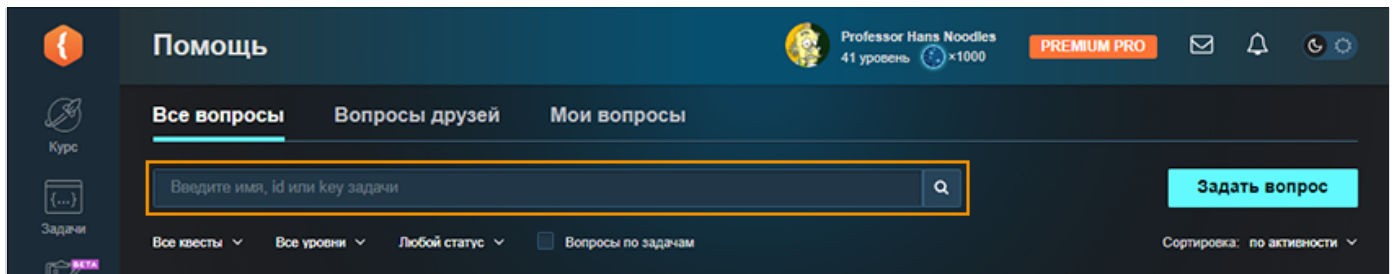 Помощь
Professor Hans Noodles
41 уровень ×1000
PREMIUM PRO
Все вопросы Вопросы друзей Мои вопросы
Курс
Введите имя, id или key задачи
Задать вопрос
{...}
Задачи
Все квесты Все уровни Любой статус Вопросы по задачам
Сортировка: по активности
BETA